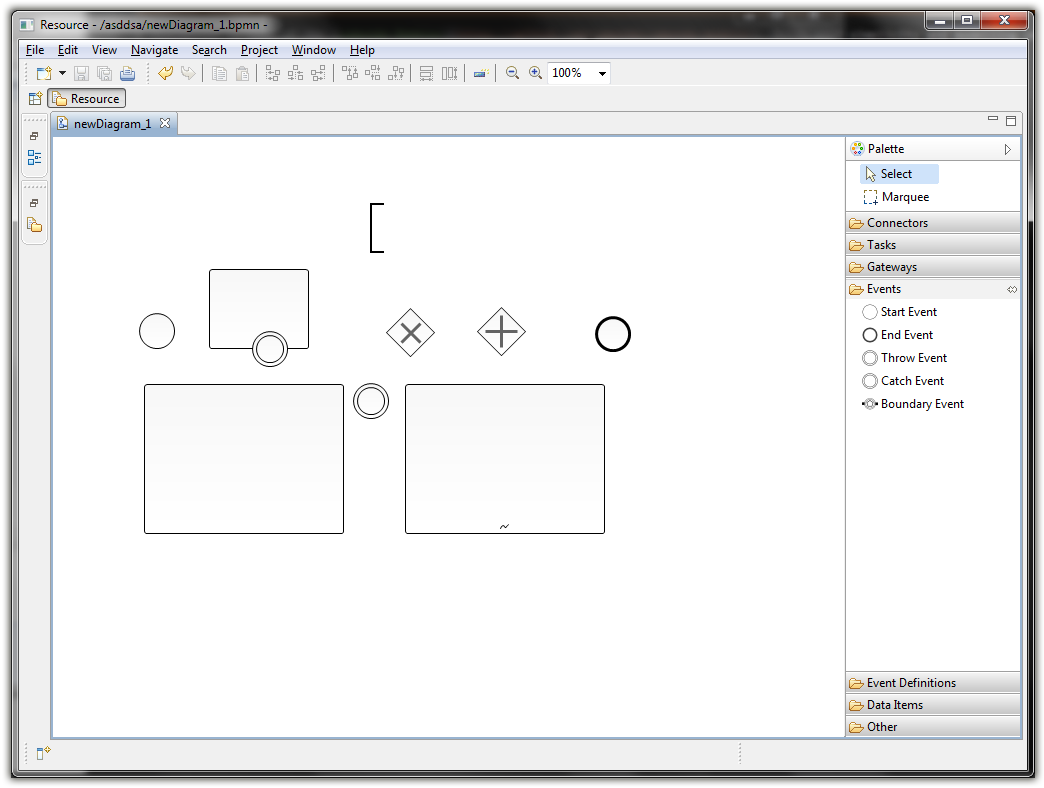 Resource - /asddsa/newDiagram_1.bpmn -
File Edit View Navigate Search Project Window Help
100%
Resource
newDiagram_1
Palette
Select
Marquee
Connectors
Tasks
Gateways
Events
Start Event
End Event
Throw Event
Catch Event
Boundary Event
Event Definitions
Data Items
Other